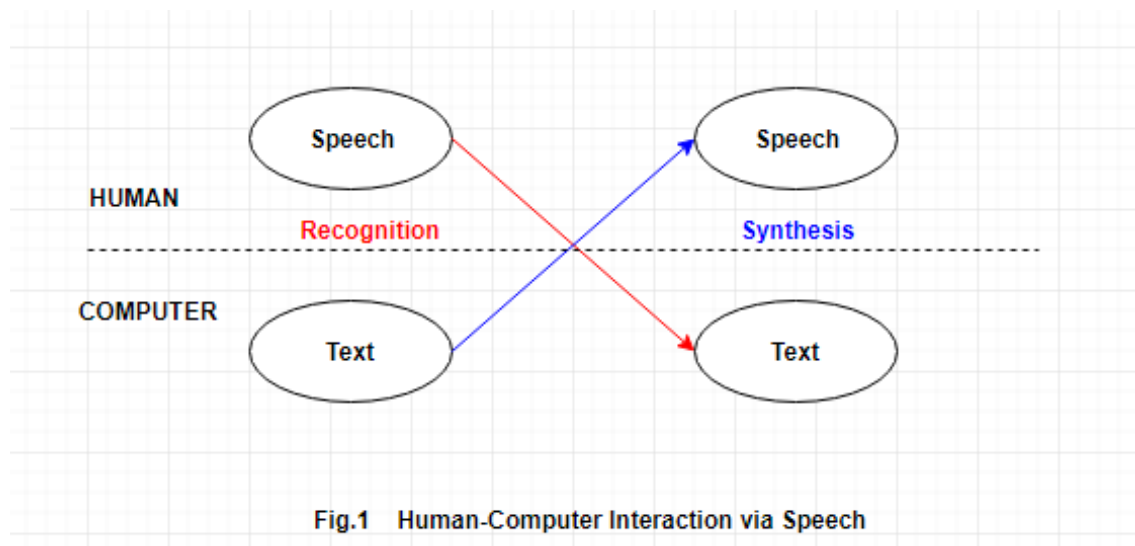 Speech Speech
HUMAN
Recognition Synthesis
COMPUTER
Text Text
Fig.1 Human-Computer Interaction via Speech